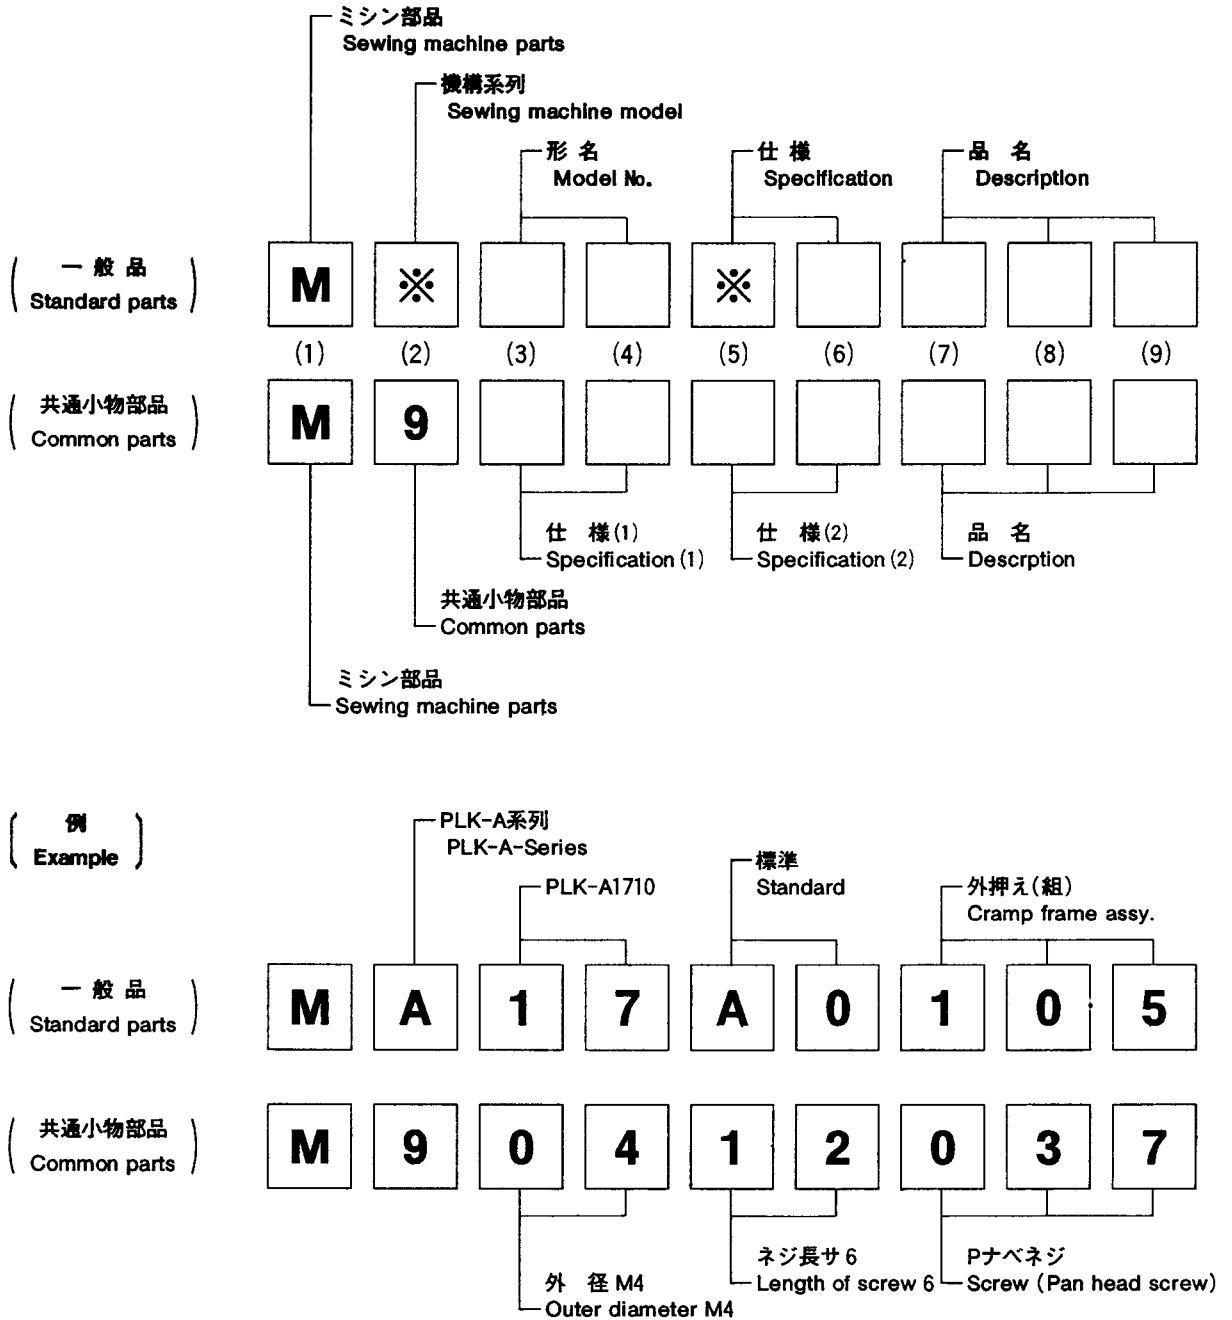 ミシン部品
Sewing machine parts
機構系列
Sewing machine model
形 名
Model No.
仕 様
Specification
品 名
Description
一 般 品
Standard parts
M ※ ※
(1) (2) (3) (4) (5) (6) (7) (8) (9)
共通小物部品
Common parts
M 9
仕 様(1)
Specification (1)
仕 様(2)
Specification (2)
品 名
Descrption
共通小物部品
Common parts
ミシン部品
Sewing machine parts
例
Example
PLK-A系列
PLK-A-Series
PLK-A1710
標準
Standard
外押え(組)
Cramp frame assy.
一 般 品
Standard parts
M A 1 7 A 0 1 0 5
共通小物部品
Common parts
M 9 0 4 1 2 0 3 7
外 径 M4
Outer diameter M4
ネジ長サ 6
Length of screw 6
Pナベネジ
Screw (Pan head screw)